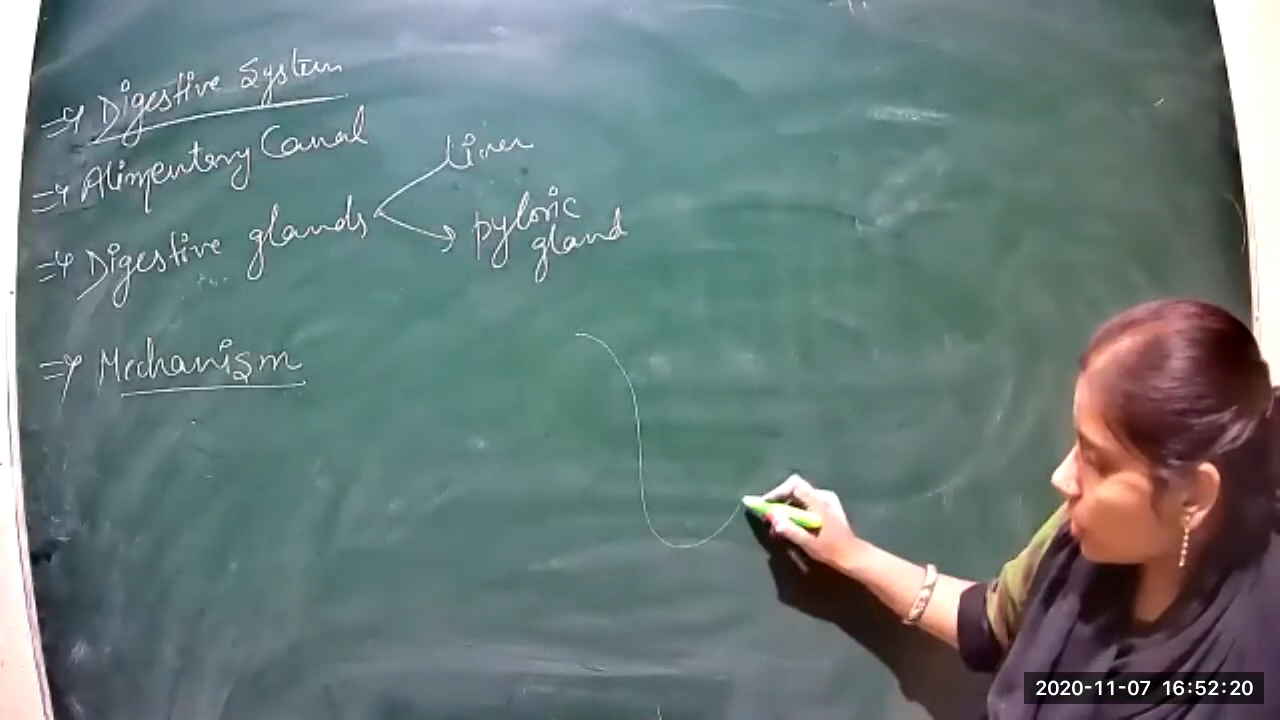 ⇒ Digestive System
⇒ Alimentary Canal
⇒ Digestive glands
Liver
pyloric
gland
⇒ Mechanism
2020-11-07 16:52:20